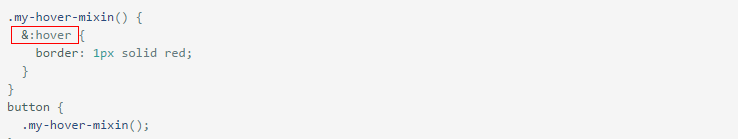 .my-hover-mixin() {
  &:hover {
    border: 1px solid red;
  }
}
button {
  .my-hover-mixin();